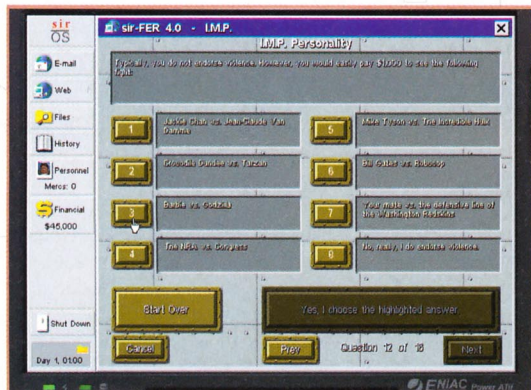 sir
OS
E-mail
Web
Files
History
Personnel
Mercs: 0
Financial
$45,000
Shut Down
Day 1, 01:00
sir-FER 4.0 - I.M.P.
I.M.P. Personality
Typically, you do not endorse violence. However, you would easily pay $1,000 to see the following
fight:
1
Jackie Chan vs. Jean-Claude Van
Damme
2
Crocodile Dundee vs. Tarzan
3
Barbie vs. Godzilla
4
The NRA vs. Congress
5
Mike Tyson vs. The Incredible Hulk
6
Bill Gates vs. Robocop
7
Your mate vs. the defensive line of
the Washington Redskins
8
No, really, I do endorse violence.
Start Over
Yes, I choose the highlighted answer.
Cancel
Prev
Question 12 of 16
Next
ENIAC Power ATH